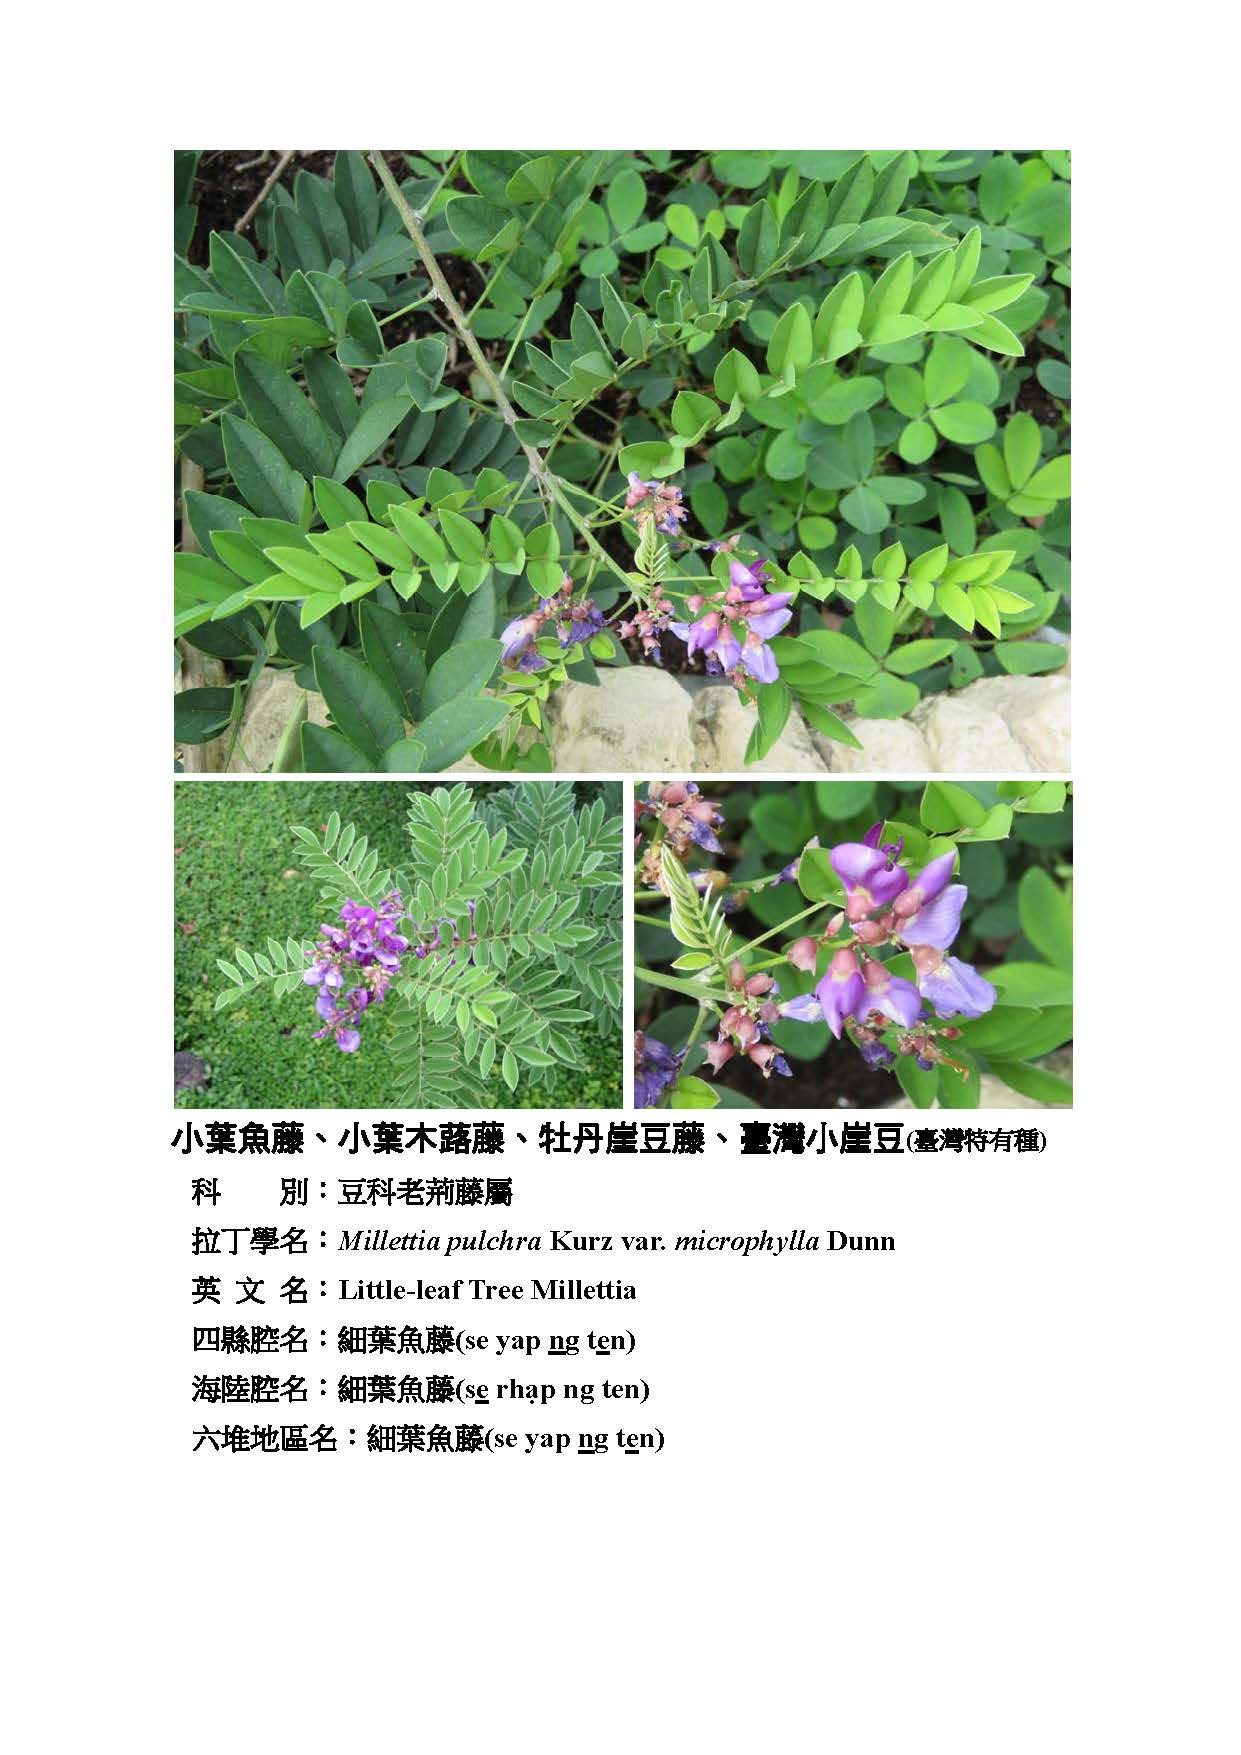 小葉魚藤、小葉木蕗藤、牡丹崖豆藤、臺灣小崖豆(臺灣特有種)
科　　別：豆科老荊藤屬
拉丁學名：Millettia pulchra Kurz var. microphylla Dunn
英 文 名：Little-leaf Tree Millettia
四縣腔名：細葉魚藤(se yap ng ten)
海陸腔名：細葉魚藤(se rhap ng ten)
六堆地區名：細葉魚藤(se yap ng ten)